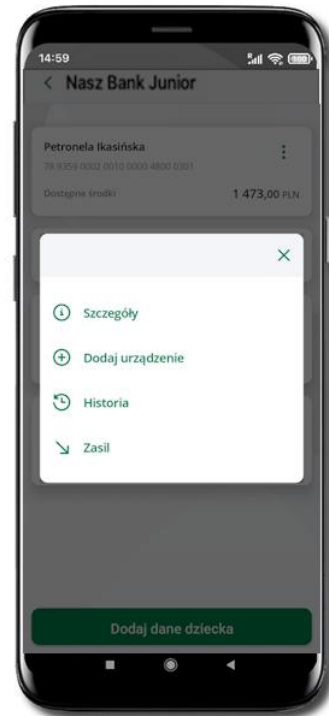 14:59
Nasz Bank Junior
Petronela Ikasińska
79 9359 0002 0010 0000 4800 0301
Dostępne środki 1 473,00 PLN
Szczegóły
Dodaj urządzenie
Historia
Zasil
Dodaj dane dziecka